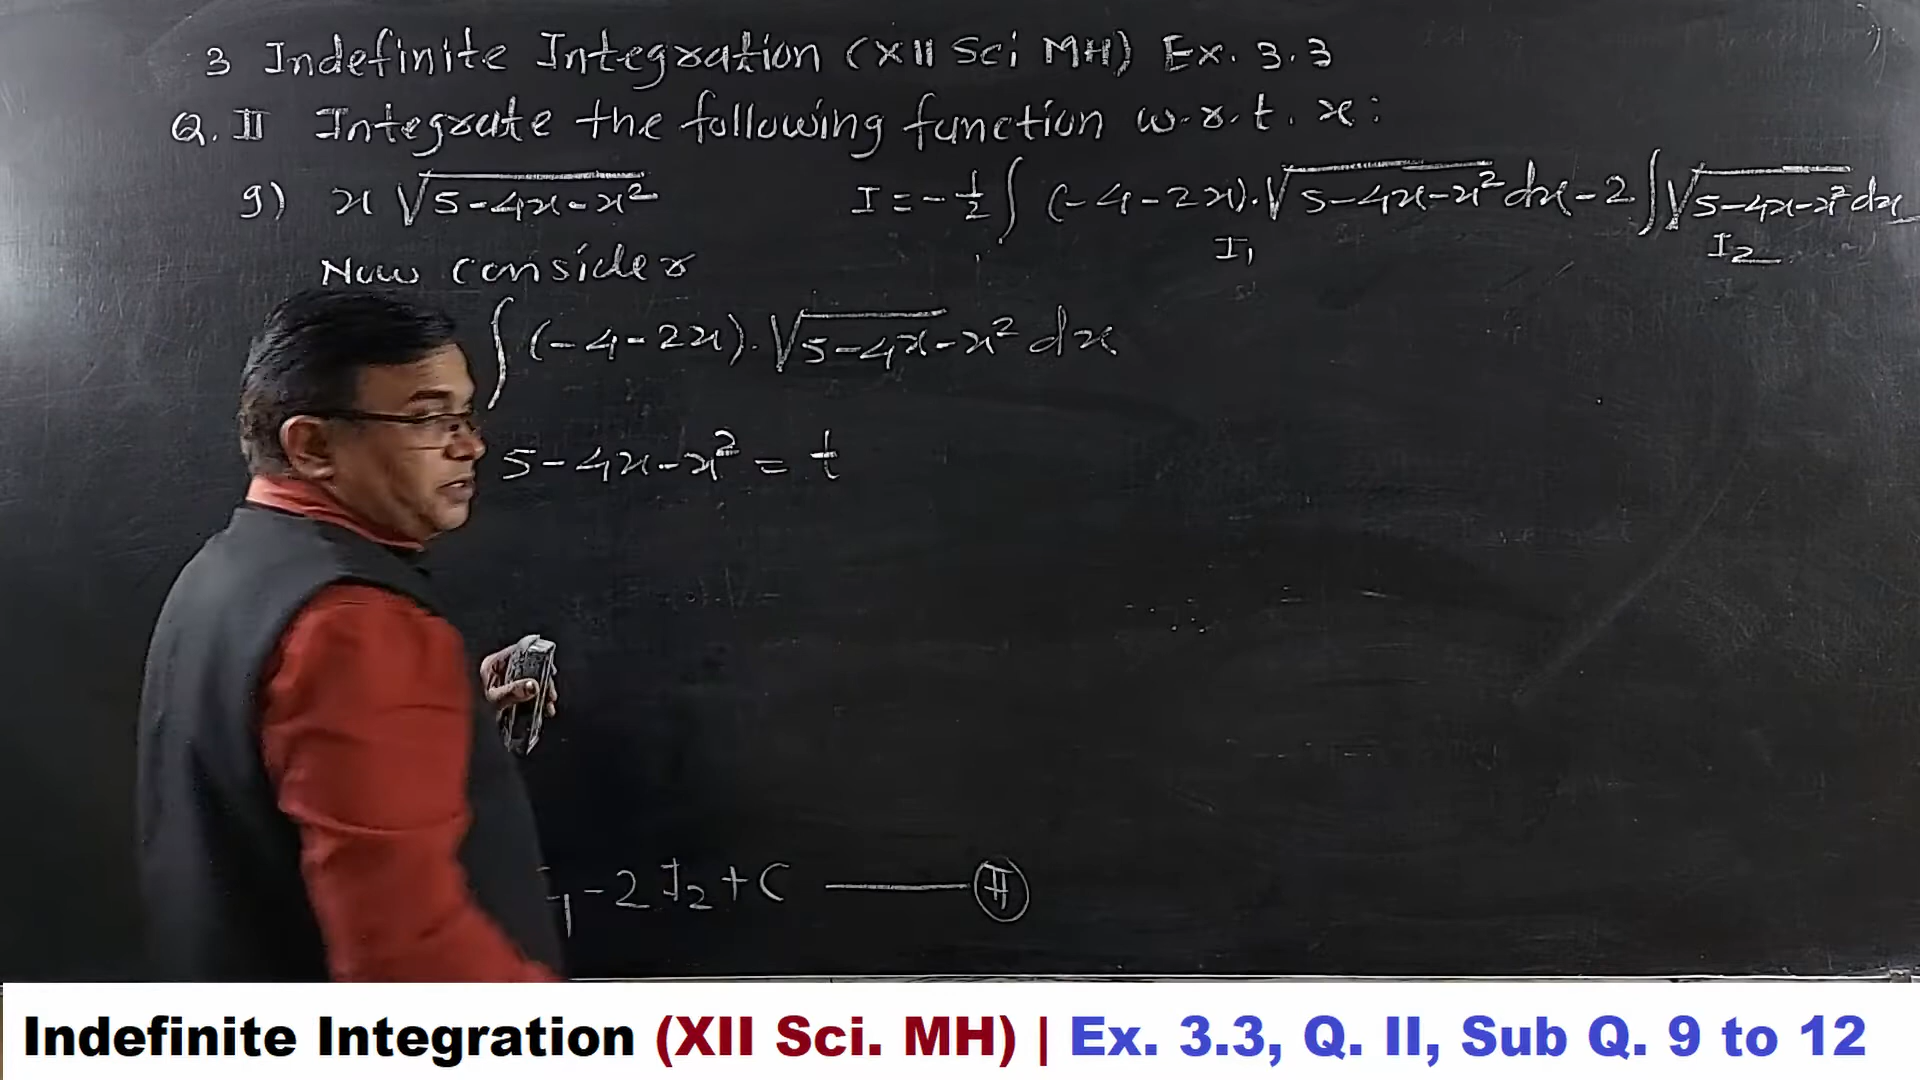 3 Indefinite Integration (XII Sci MH) Ex. 3.3
Q. II Integrate the following function w.r.t. x:
9) x √5-4x-x²
I = -1/2 ∫ (-4-2x).√5-4x-x² dx - 2 ∫√5-4x-x² dx
I₁ I₂
Now consider
∫ (-4-2x).√5-4x-x² dx
5-4x-x² = t
- 2 I₂ + C —— II
Indefinite Integration (XII Sci. MH) | Ex. 3.3, Q. II, Sub Q. 9 to 12